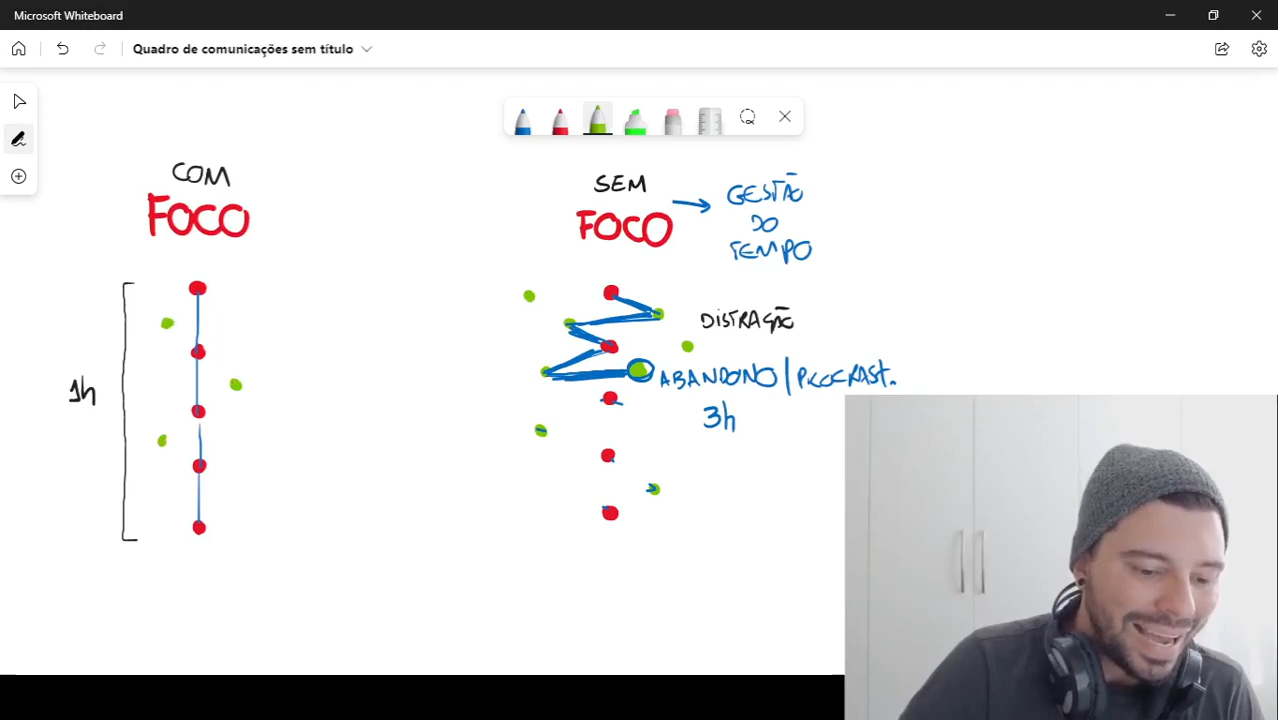 Microsoft Whiteboard
Quadro de comunicações sem título
COM
FOCO
1h
SEM
FOCO
GESTÃO
DO
TEMPO
DISTRAÇÃO
ABANDONO / PROCRAST.
3h